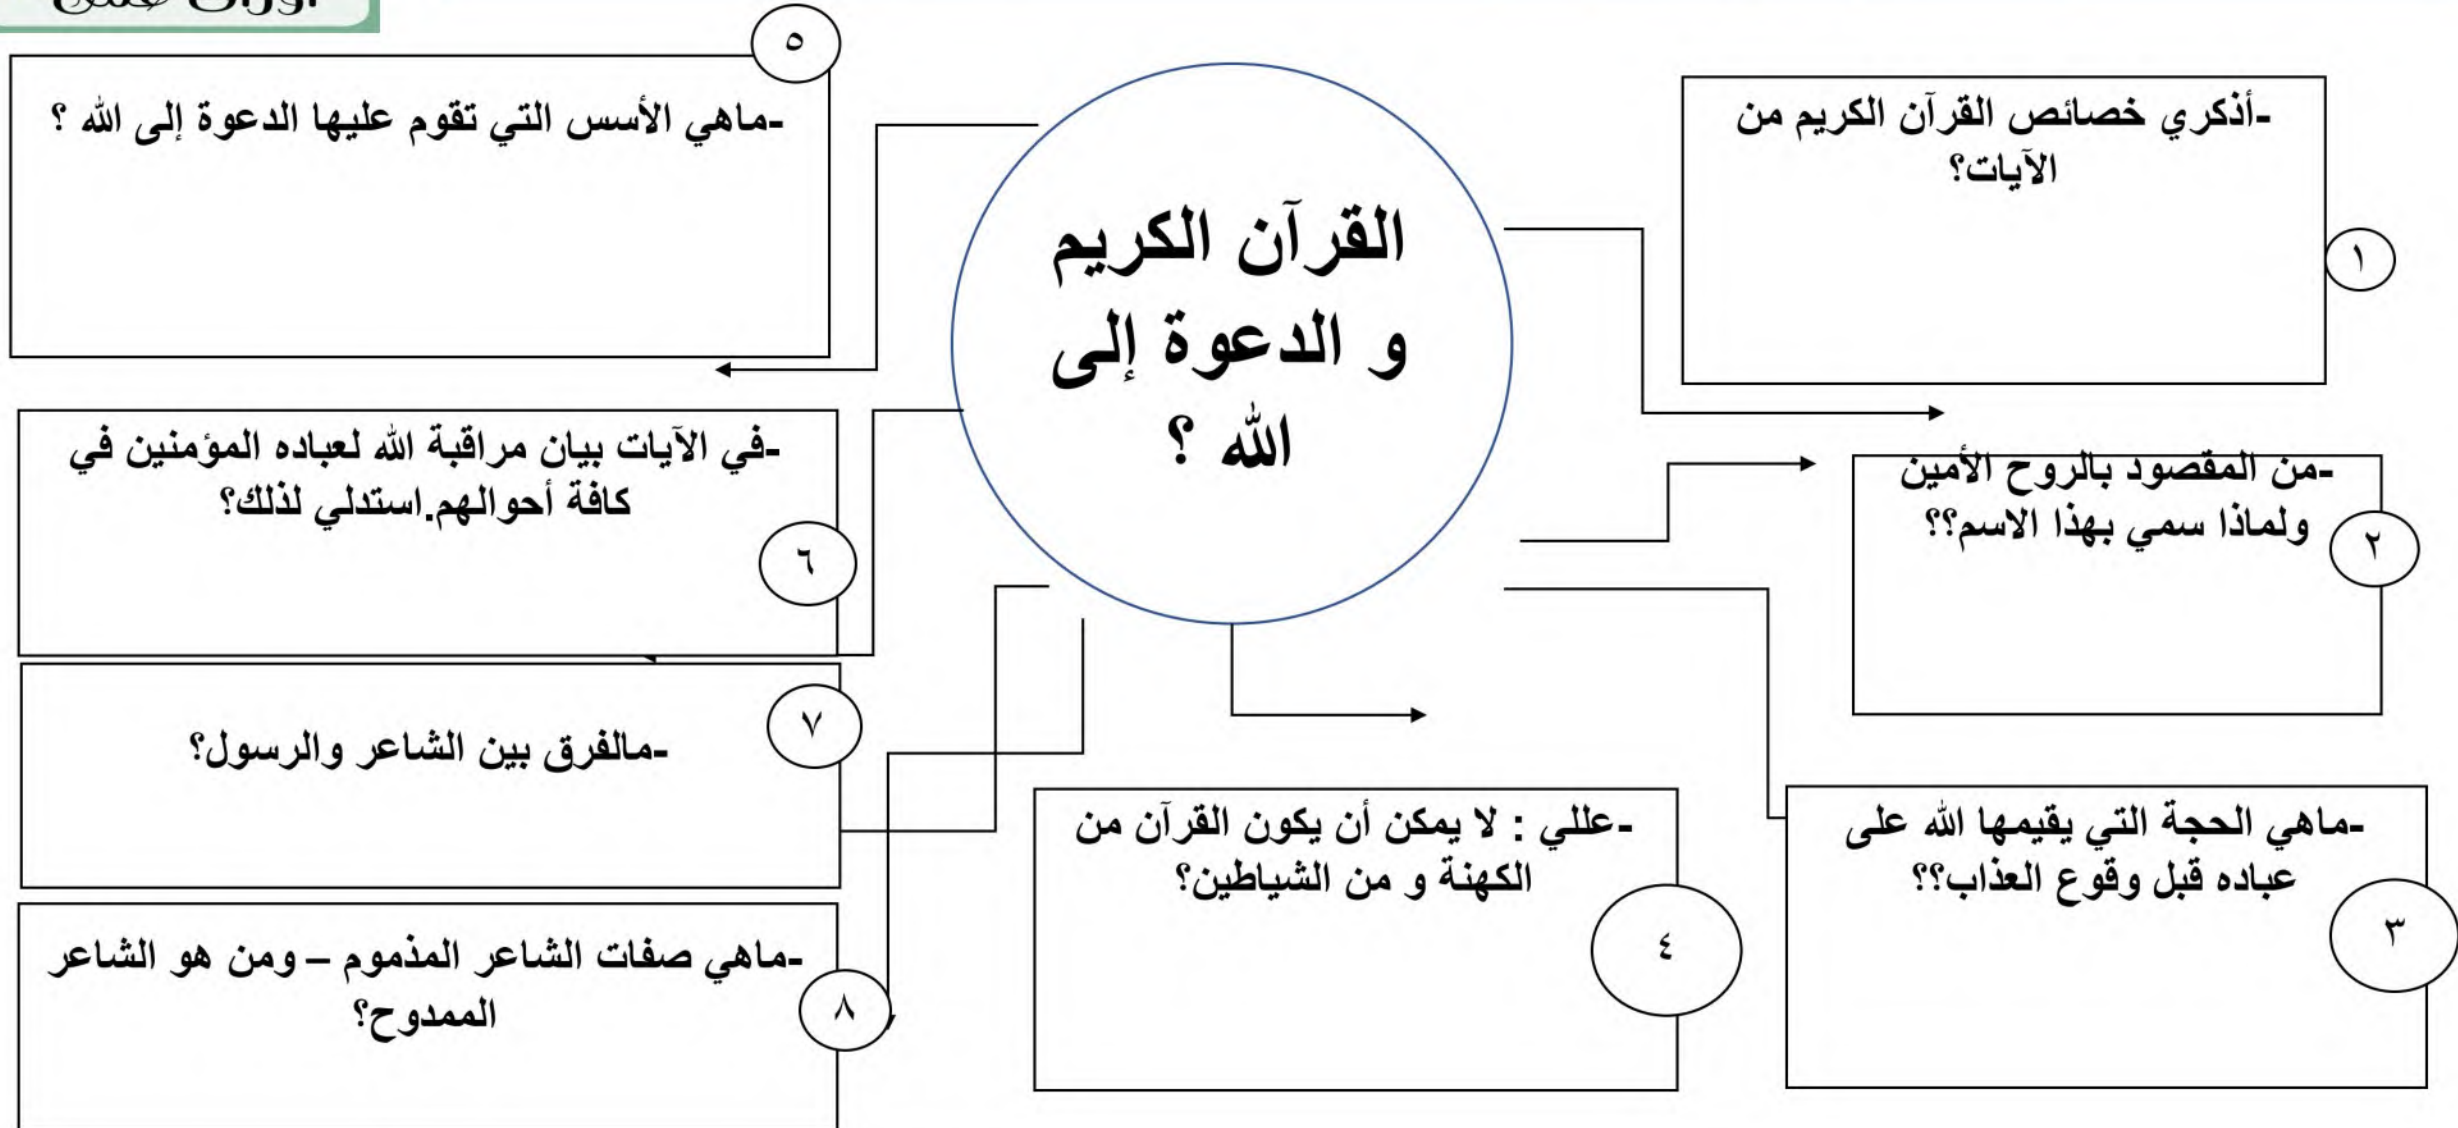 القرآن الكريم
و الدعوة إلى
الله ؟
-أذكري خصائص القرآن الكريم من
الآيات؟
١
-من المقصود بالروح الأمين
ولماذا سمي بهذا الاسم؟؟
٢
-ماهي الحجة التي يقيمها الله على
عباده قبل وقوع العذاب؟؟
٣
-عللي : لا يمكن أن يكون القرآن من
الكهنة و من الشياطين؟
٤
٥
-ماهي الأسس التي تقوم عليها الدعوة إلى الله ؟
-في الآيات بيان مراقبة الله لعباده المؤمنين في
كافة أحوالهم.استدلي لذلك؟
٦
٧
-مالفرق بين الشاعر والرسول؟
-ماهي صفات الشاعر المذموم – ومن هو الشاعر
الممدوح؟
٨